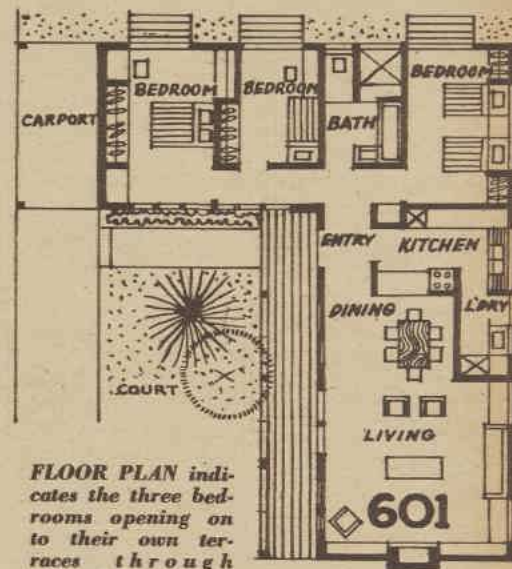 CARPORT
BEDROOM
BEDROOM
BATH
BEDROOM
ENTRY
KITCHEN
DINING
L'DRY
COURT
LIVING
601
FLOOR PLAN indi-
cates the three bed-
rooms opening on
to their own ter-
races through